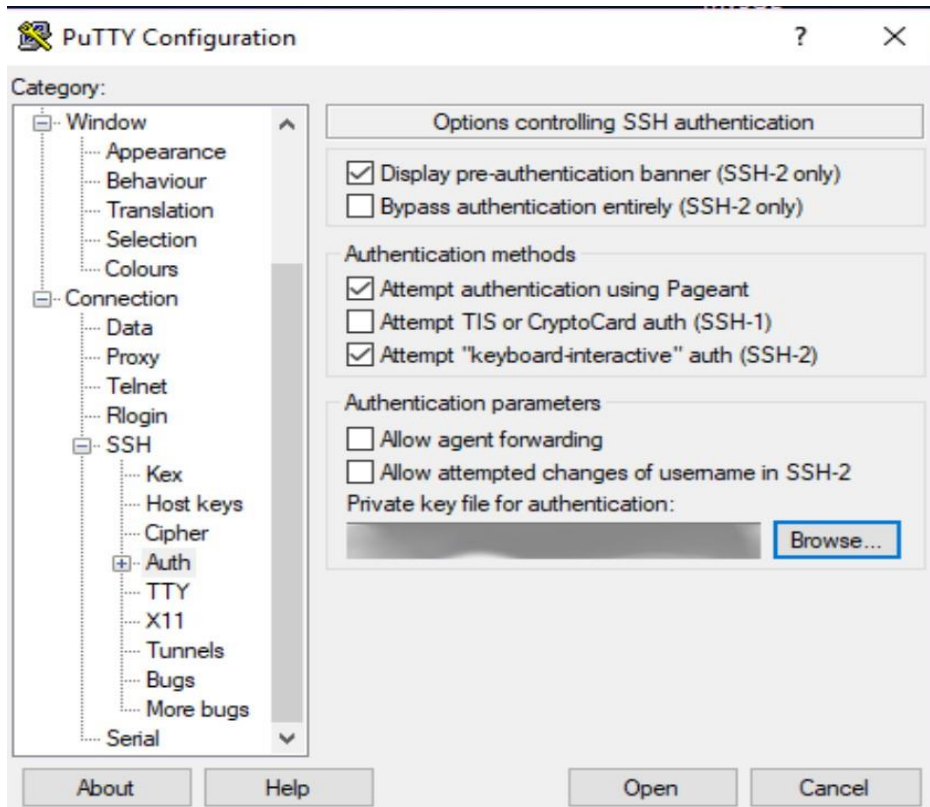 PuTTY Configuration
?
Category:
Window
Appearance
Behaviour
Translation
Selection
Colours
Connection
Data
Proxy
Telnet
Rlogin
SSH
Kex
Host keys
Cipher
Auth
TTY
X11
Tunnels
Bugs
More bugs
Serial
Options controlling SSH authentication
Display pre-authentication banner (SSH-2 only)
Bypass authentication entirely (SSH-2 only)
Authentication methods
Attempt authentication using Pageant
Attempt TIS or CryptoCard auth (SSH-1)
Attempt "keyboard-interactive" auth (SSH-2)
Authentication parameters
Allow agent forwarding
Allow attempted changes of username in SSH-2
Private key file for authentication:
Browse...
About
Help
Open
Cancel